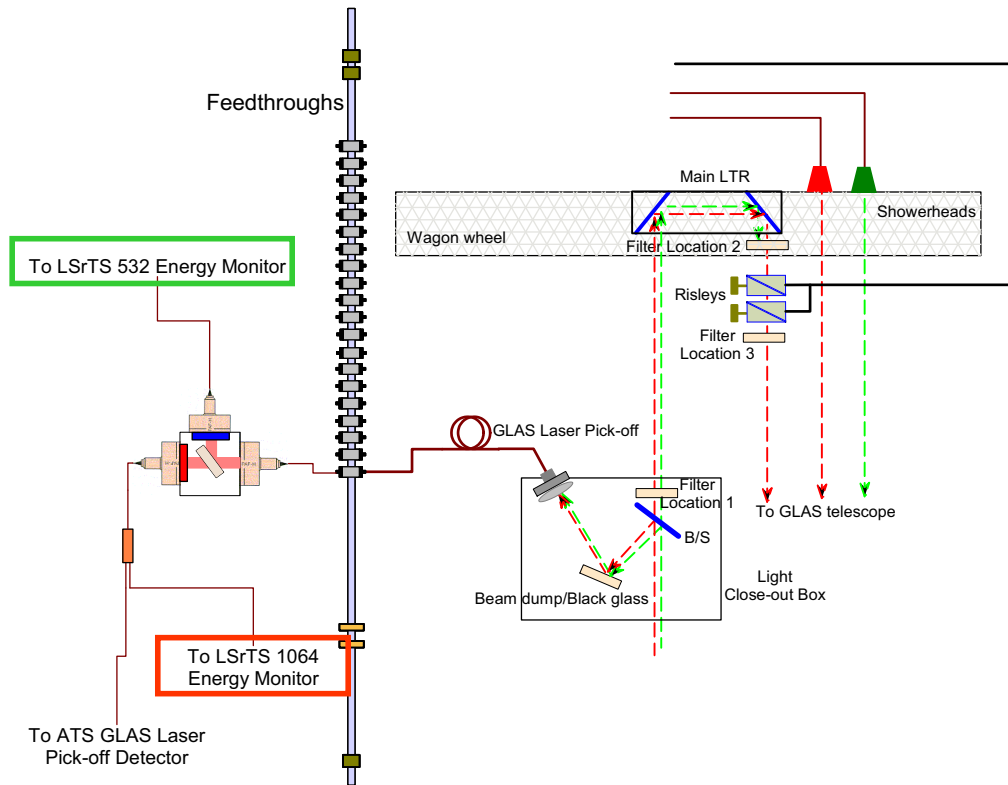 Feedthroughs
Main LTR
Showerheads
Wagon wheel
Filter Location 2
To LSrTS 532 Energy Monitor
Risleys
Filter
Location 3
GLAS Laser Pick-off
Filter
Location 1
To GLAS telescope
B/S
Light
Close-out Box
Beam dump/Black glass
To LSrTS 1064
Energy Monitor
To ATS GLAS Laser
Pick-off Detector